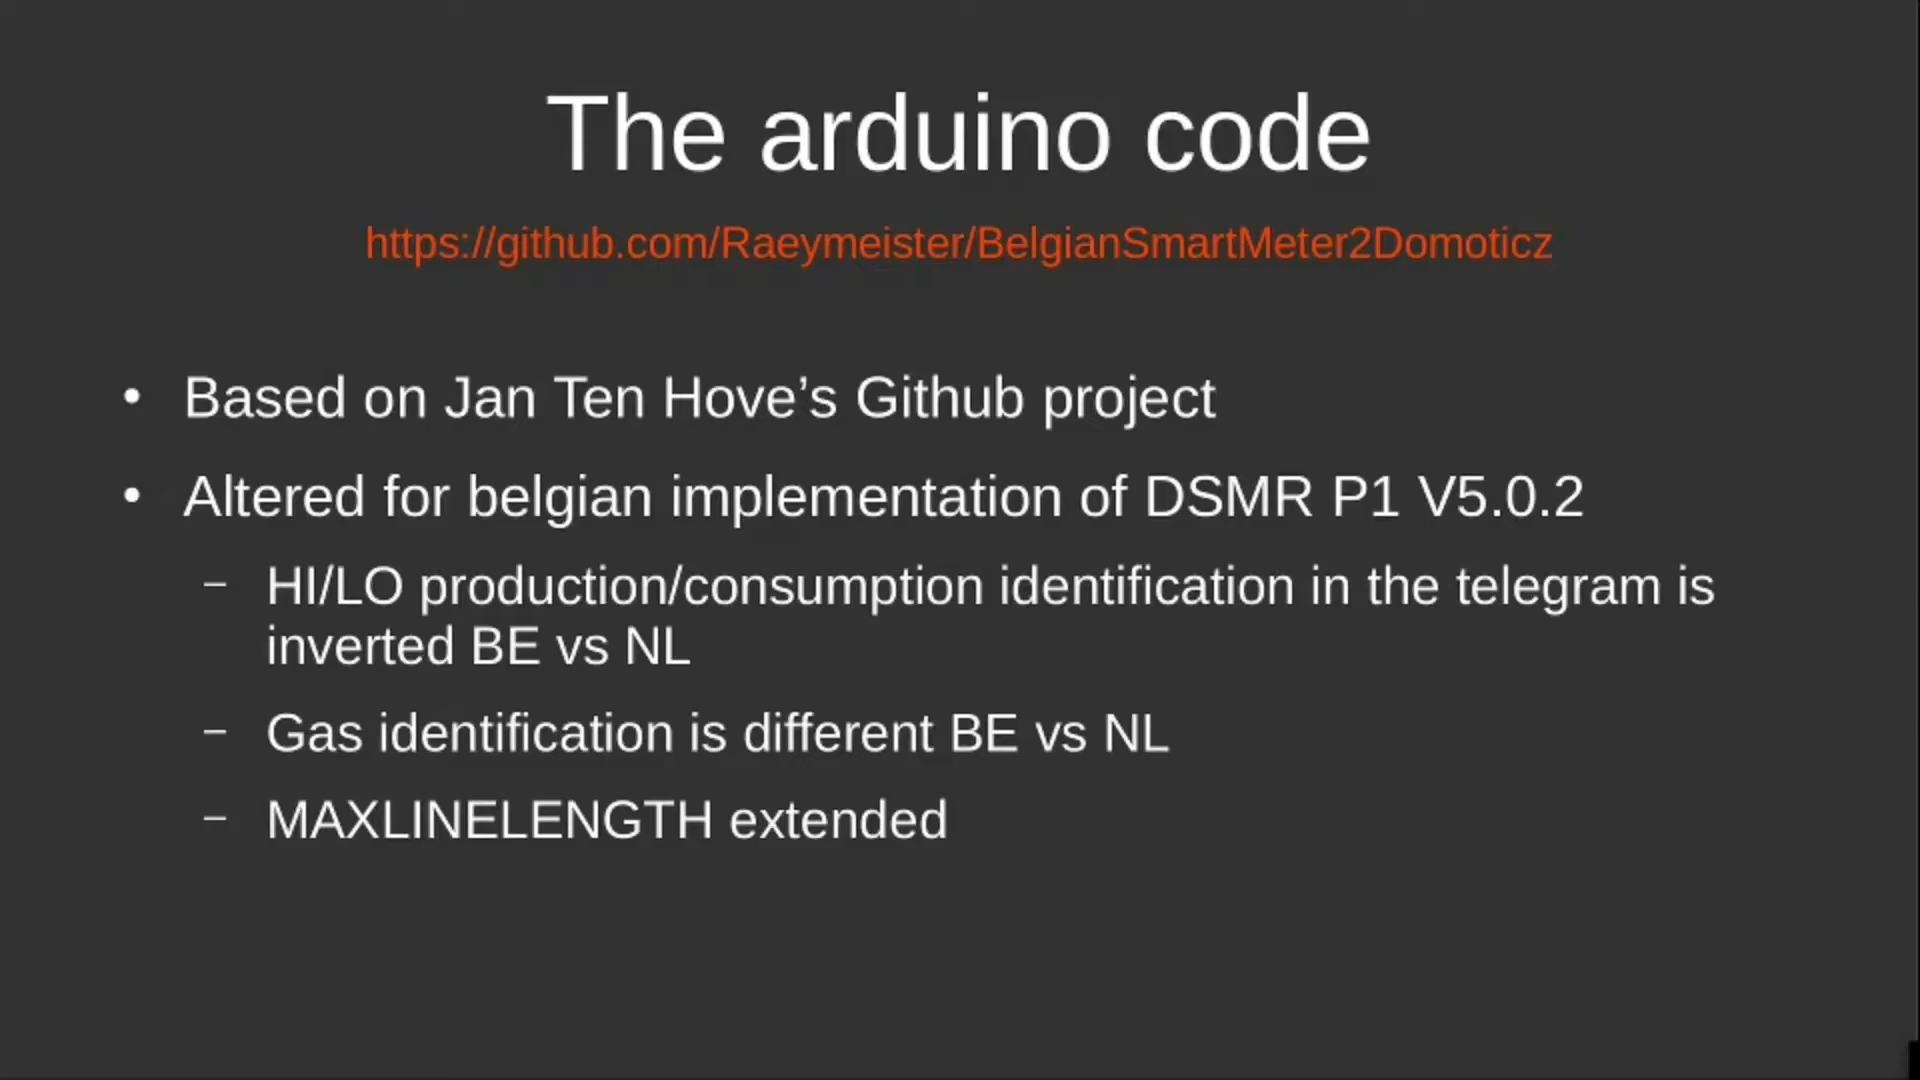 The arduino code
https://github.com/Raeymeister/BelgianSmartMeter2Domoticz
• Based on Jan Ten Hove’s Github project
• Altered for belgian implementation of DSMR P1 V5.0.2
– HI/LO production/consumption identification in the telegram is
inverted BE vs NL
– Gas identification is different BE vs NL
– MAXLINELENGTH extended